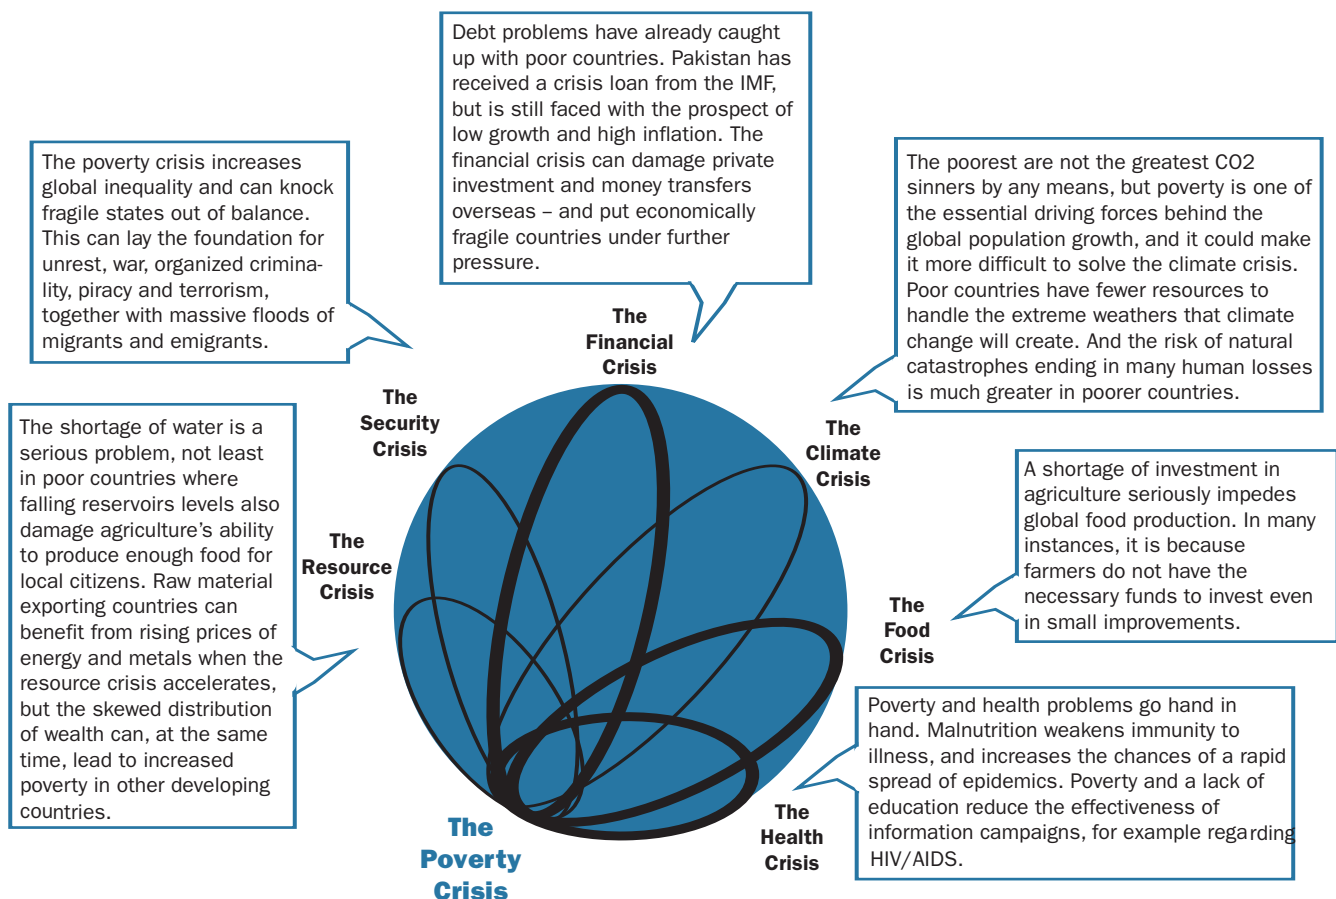 Debt problems have already caught
up with poor countries. Pakistan has
received a crisis loan from the IMF,
but is still faced with the prospect of
low growth and high inflation. The
financial crisis can damage private
investment and money transfers
overseas – and put economically
fragile countries under further
pressure.
The poverty crisis increases
global inequality and can knock
fragile states out of balance.
This can lay the foundation for
unrest, war, organized crimina-
lity, piracy and terrorism,
together with massive floods of
migrants and emigrants.
The poorest are not the greatest CO2
sinners by any means, but poverty is one of
the essential driving forces behind the
global population growth, and it could make
it more difficult to solve the climate crisis.
Poor countries have fewer resources to
handle the extreme weathers that climate
change will create. And the risk of natural
catastrophes ending in many human losses
is much greater in poorer countries.
The
Financial
Crisis
The
Security
Crisis
The
Climate
Crisis
The shortage of water is a
serious problem, not least
in poor countries where
falling reservoirs levels also
damage agriculture’s ability
to produce enough food for
local citizens. Raw material
exporting countries can
benefit from rising prices of
energy and metals when the
resource crisis accelerates,
but the skewed distribution
of wealth can, at the same
time, lead to increased
poverty in other developing
countries.
A shortage of investment in
agriculture seriously impedes
global food production. In many
instances, it is because
farmers do not have the
necessary funds to invest even
in small improvements.
The
Resource
Crisis
The
Food
Crisis
Poverty and health problems go hand in
hand. Malnutrition weakens immunity to
illness, and increases the chances of a rapid
spread of epidemics. Poverty and a lack of
education reduce the effectiveness of
information campaigns, for example regarding
HIV/AIDS.
The
Health
Crisis
The
Poverty
Crisis